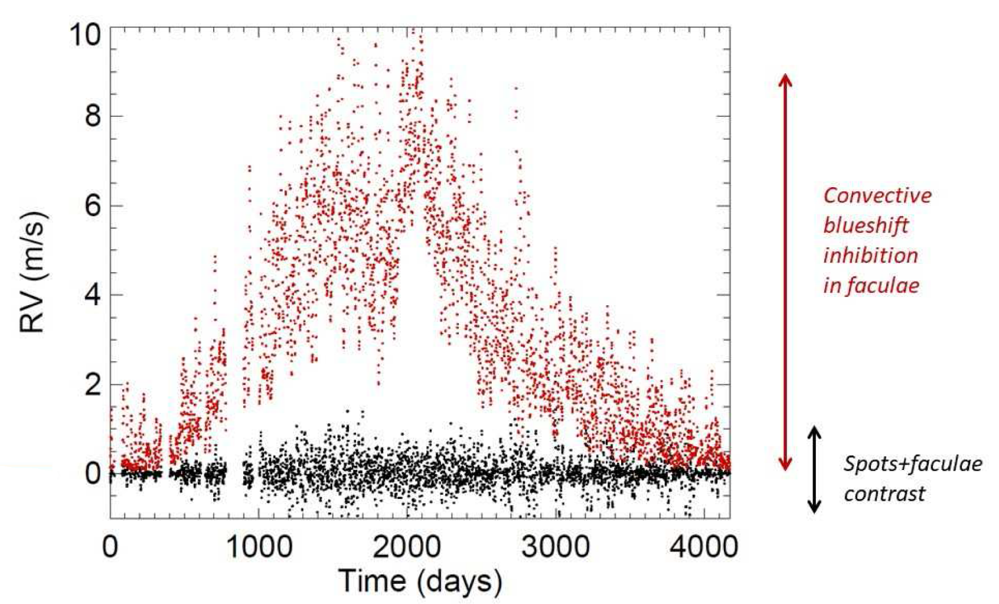 10
8
6
4
2
0
RV (m/s)
0 1000 2000 3000 4000
Time (days)
Convective
blueshift
inhibition
in faculae
Spots+faculae
contrast